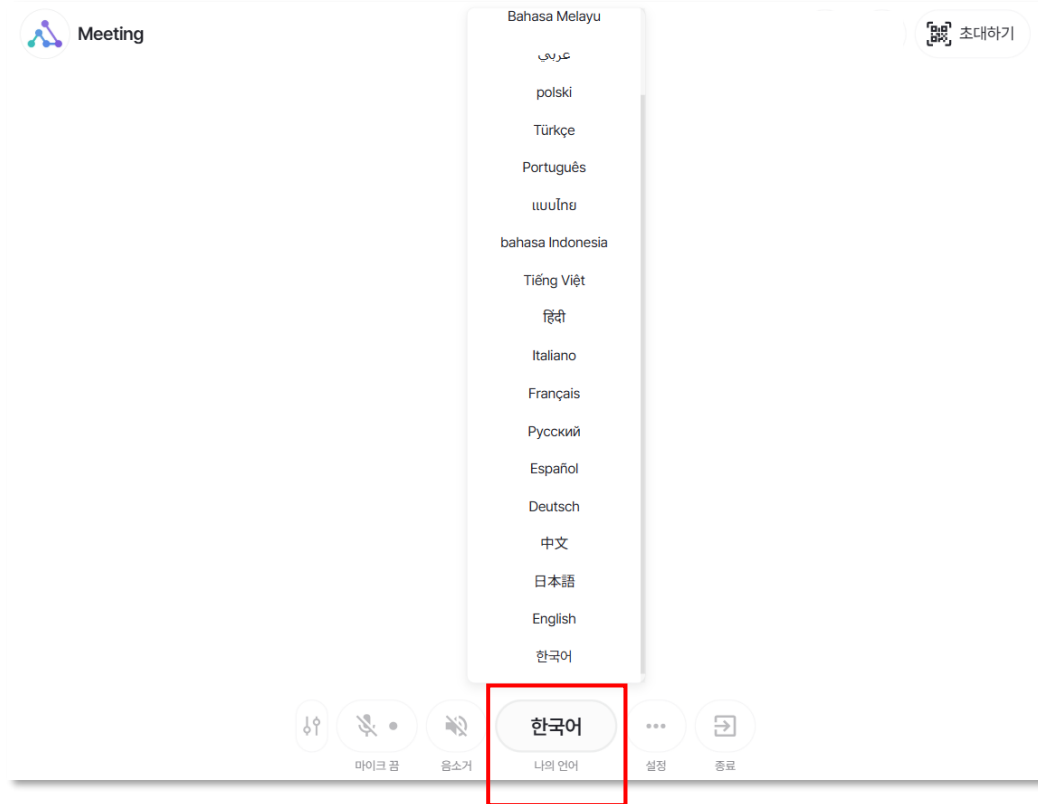 Meeting
초대하기
Bahasa Melayu
عربي
polski
Türkçe
Português
แบบไทย
bahasa Indonesia
Tiếng Việt
हिंदी
Italiano
Français
Русский
Español
Deutsch
中文
日本語
English
한국어
한국어
마이크 끔
음소거
나의 언어
설정
종료